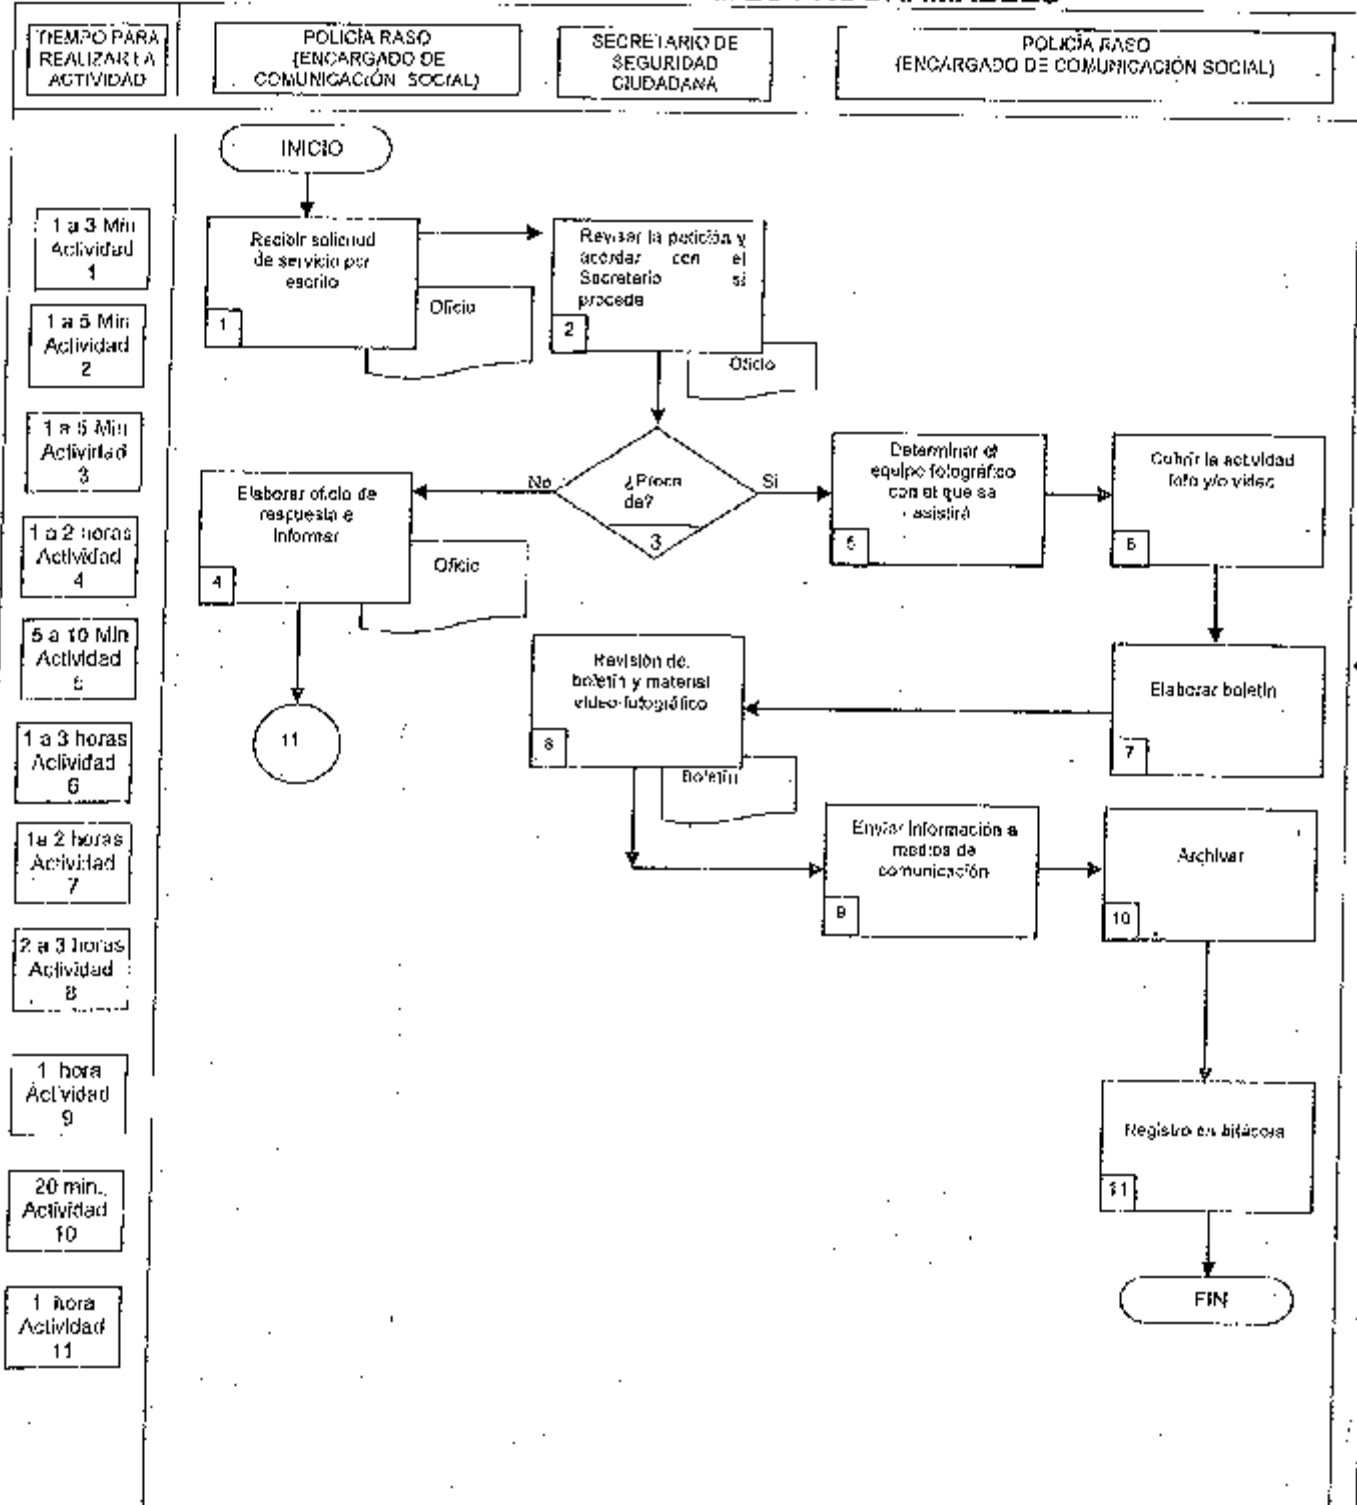 TIEMPO PARA
REALIZAR LA
ACTIVIDAD
POLICÍA RASO
(ENCARGADO DE
COMUNICACIÓN SOCIAL)
SECRETARIO DE
SEGURIDAD
CIUDADANA
POLICÍA RASO
(ENCARGADO DE COMUNICACIÓN SOCIAL)
INICIO
1 a 3 Min
Actividad
1
Recibir solicitud
de servicio por
escrito
1
Oficio
Revisar la petición y
acordar con el
Secretario si
procede
2
Oficio
1 a 5 Min
Actividad
2
1 a 5 Min
Actividad
3
¿Proce
de?
3
No
Si
Elaborar oficio de
respuesta e
Informar
4
Oficio
11
Determinar el
equipo fotográfico
con el que se
asistirá
5
Cubrir la actividad
foto y/o video
6
1 a 2 horas
Actividad
4
5 a 10 Min
Actividad
5
Revisión de
boletín y material
video-fotográfico
8
Boletín
Elaborar boletín
7
1 a 3 horas
Actividad
6
1a 2 horas
Actividad
7
Enviar Información a
medios de
comunicación
9
Archivar
10
2 a 3 horas
Actividad
8
1 hora
Actividad
9
Registro en bitácora
11
20 min.
Actividad
10
FIN
1 hora
Actividad
11